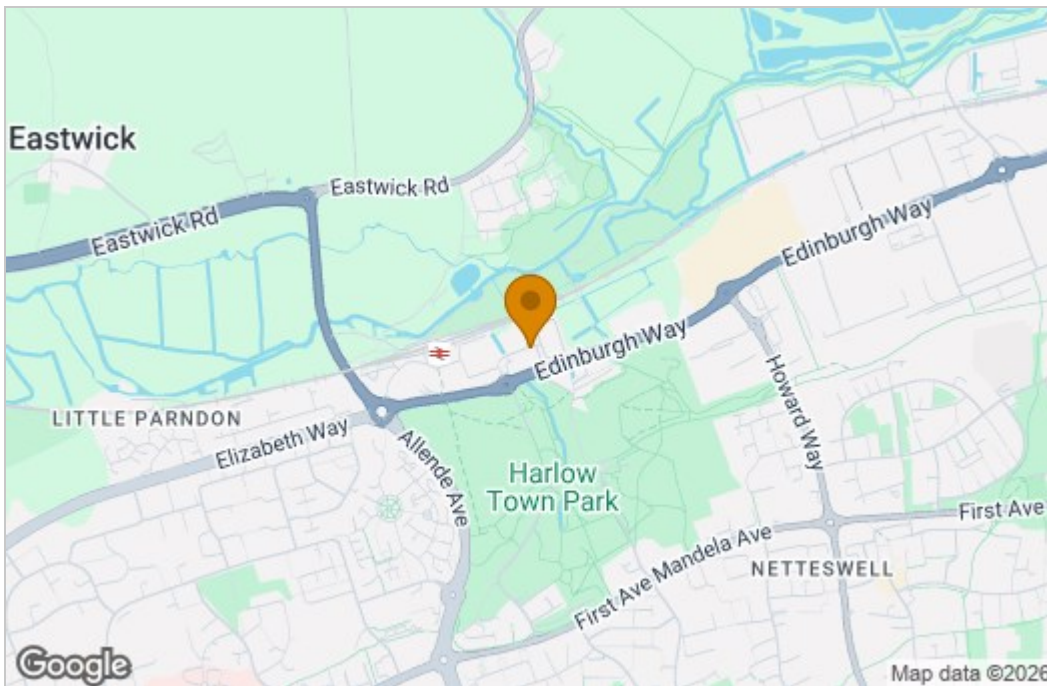 Eastwick
Eastwick Rd
Eastwick Rd
Edinburgh Way
Edinburgh Way
LITTLE PARNDON
Elizabeth Way
Allende Ave
Howard Way
Harlow
Town Park
First Ave Mandela Ave
First Ave
NETTESWELL
Google
Map data ©2026